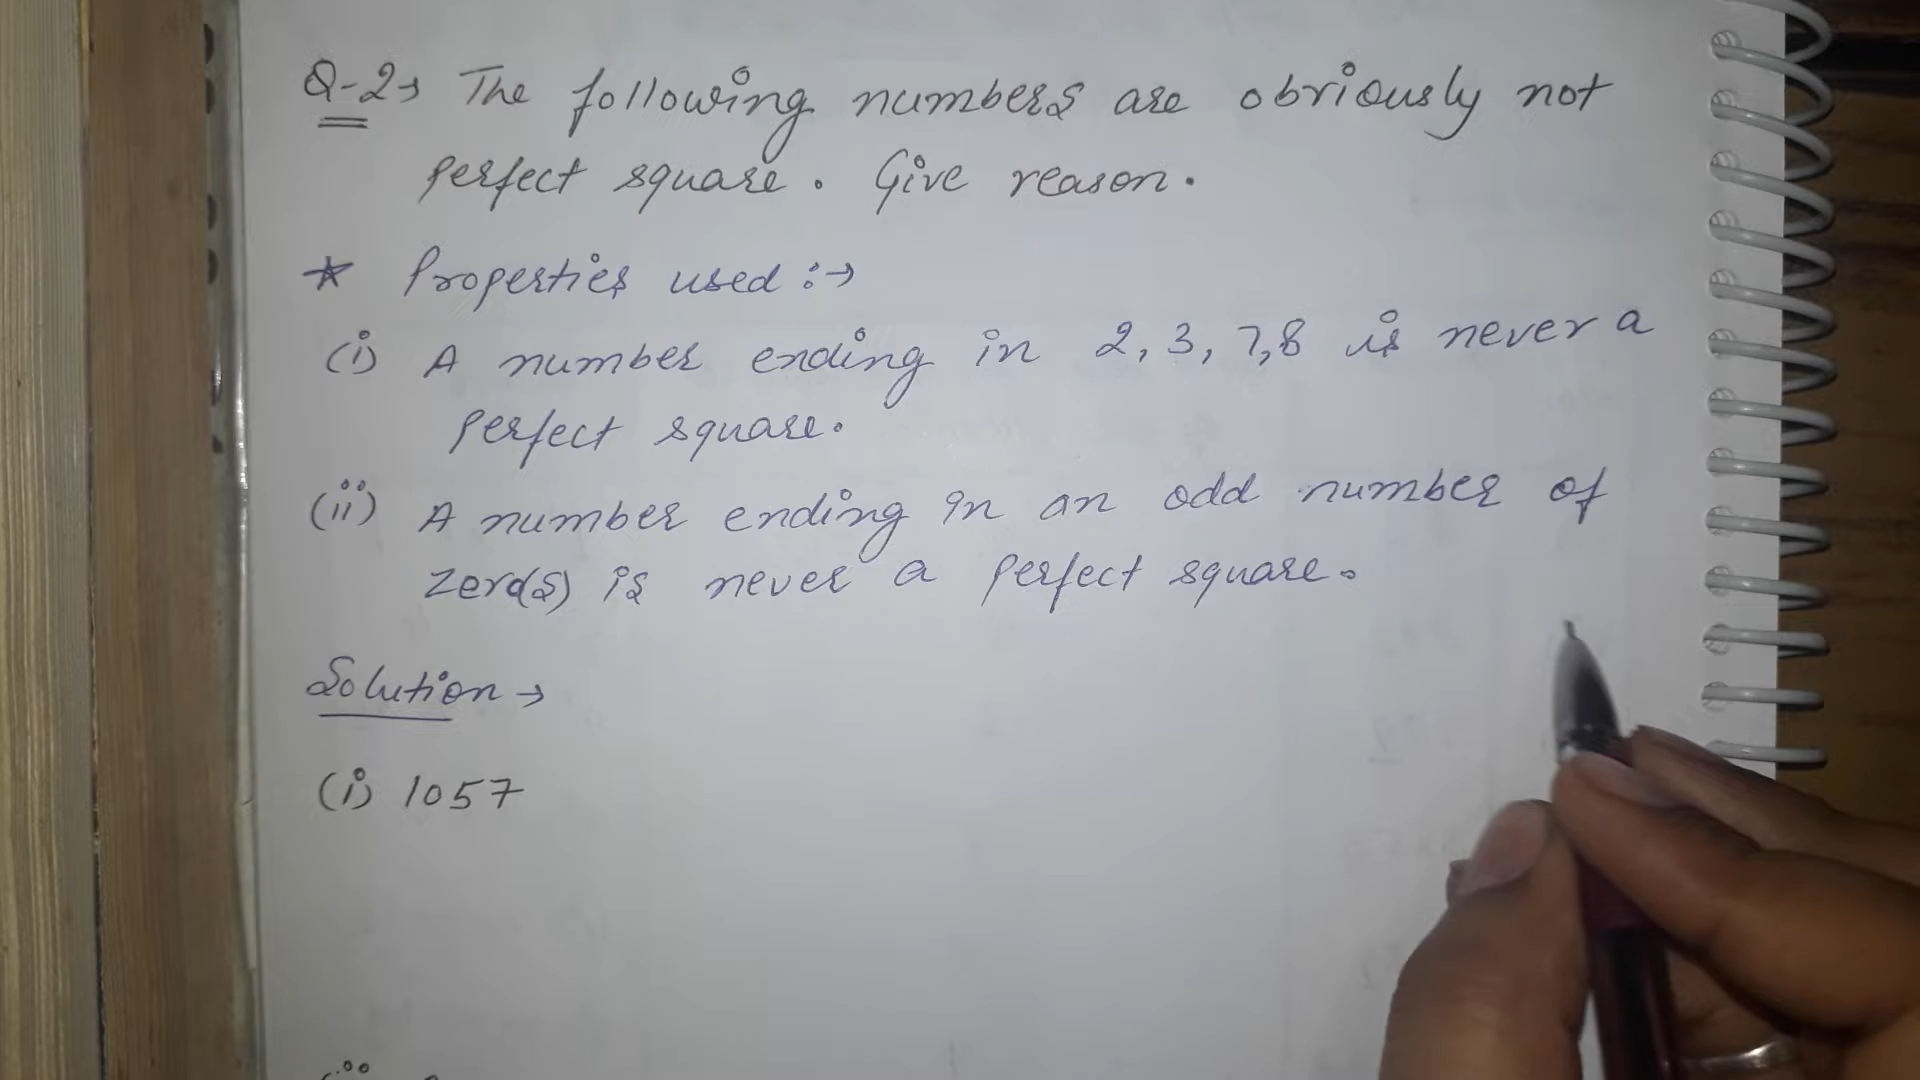 Q-2→ The following numbers are obviously not
perfect square. Give reason.
* Properties used :→
(i) A number ending in 2, 3, 7,8 is never a
perfect square.
(ii) A number ending in an odd number of
zero(s) is never a perfect square.
Solution →
(i) 1057